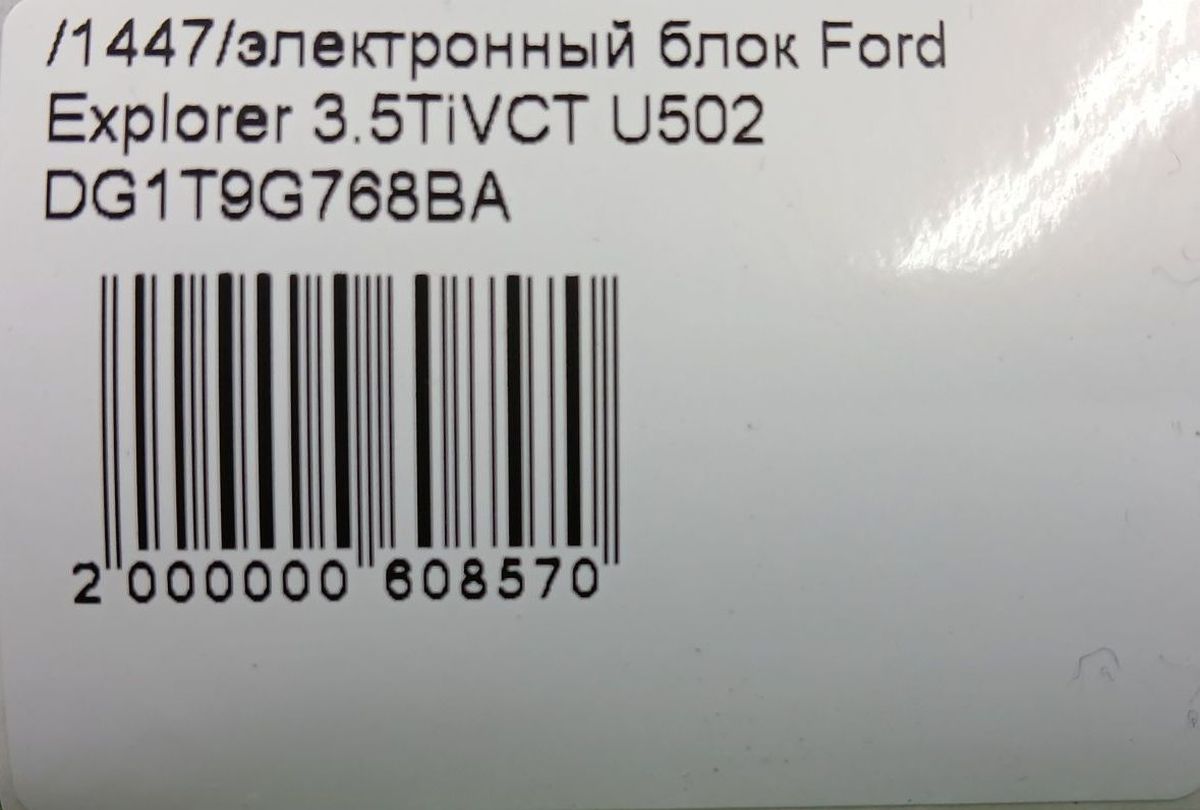 /1447/электронный блок Ford
Explorer 3.5TiVCT U502
DG1T9G768BA
2 000000 608570